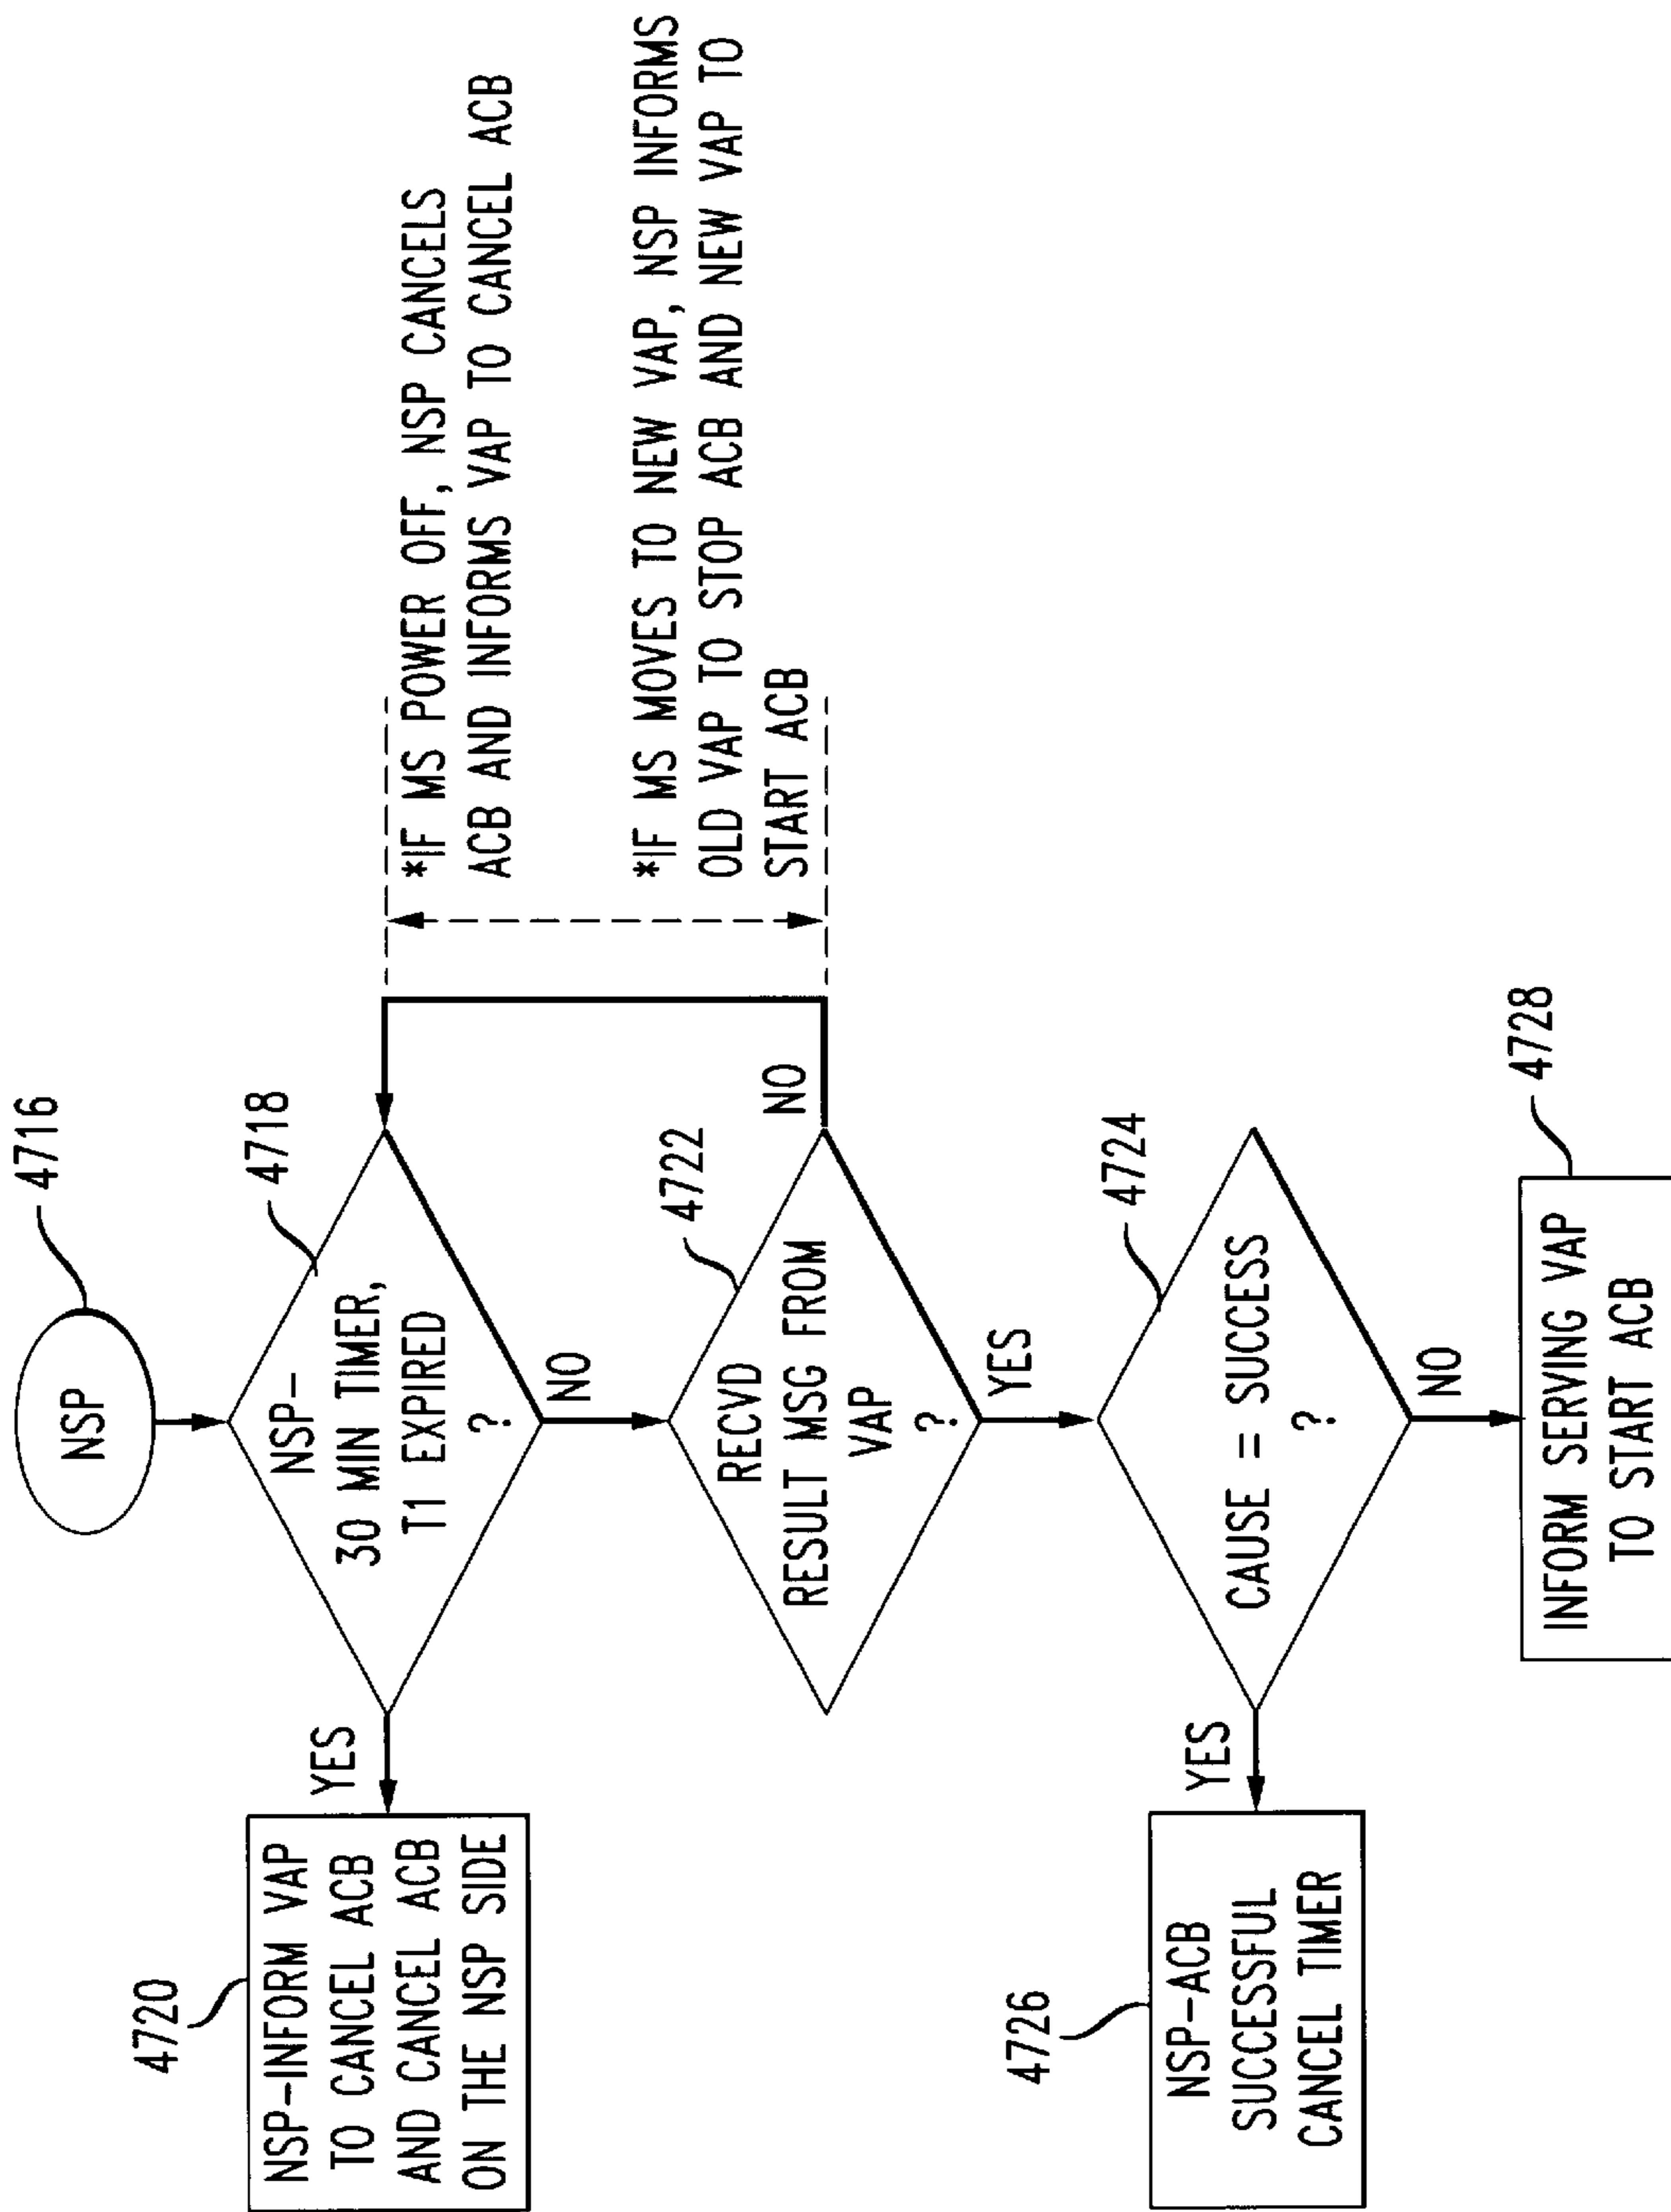 NSP
4716
NSP-
30 MIN TIMER,
T1 EXPIRED
?
4718
YES
NO
4720
NSP-INFORM VAP
TO CANCEL ACB
AND CANCEL ACB
ON THE NSP SIDE
*IF MS POWER OFF, NSP CANCELS
ACB AND INFORMS VAP TO CANCEL ACB
*IF MS MOVES TO NEW VAP, NSP INFORMS
OLD VAP TO STOP ACB AND NEW VAP TO
START ACB
RECVD
RESULT MSG FROM
VAP
?
4722
NO
YES
CAUSE = SUCCESS
?
4724
YES
NO
4726
NSP-ACB
SUCCESSFUL
CANCEL TIMER
4728
INFORM SERVING VAP
TO START ACB